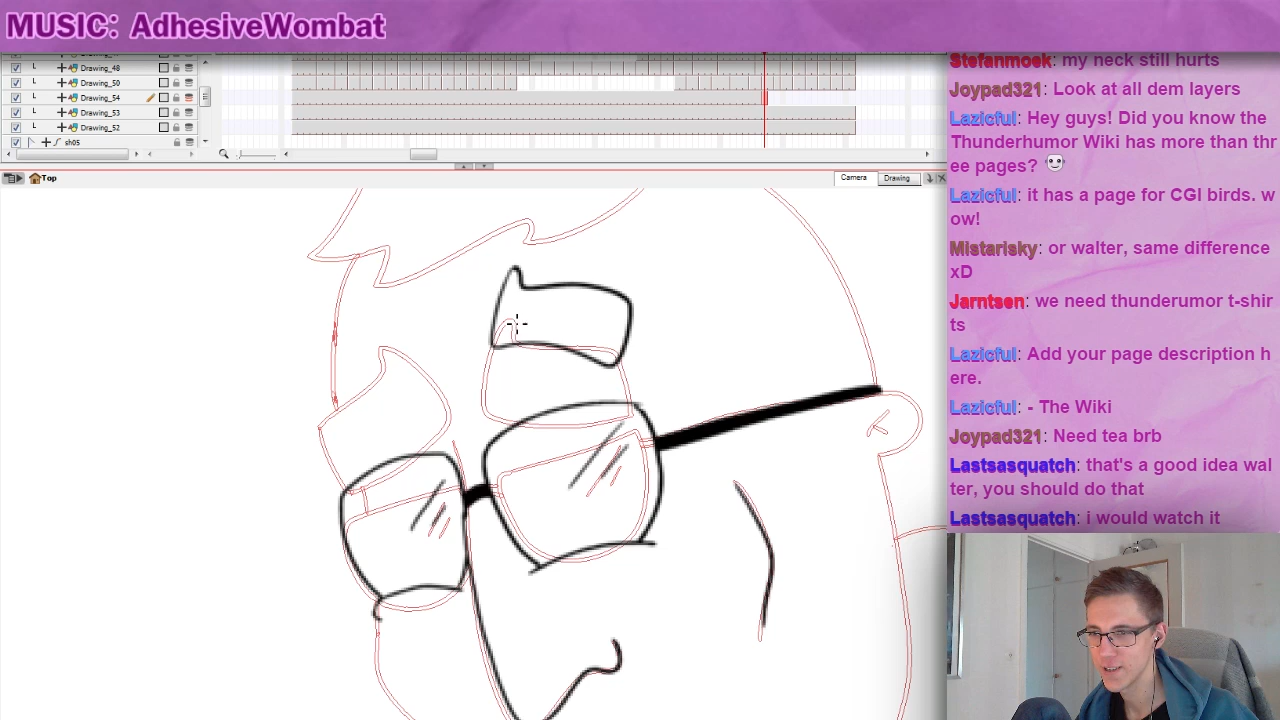 MUSIC: AdhesiveWombat
Drawing_48
Drawing_50
Drawing_54
Drawing_53
Drawing_52
sh05
Top
Camera
Drawing
Stefanmoek: my neck still hurts
Joypad321: Look at all dem layers
Lazicful: Hey guys! Did you know the
Thunderhumor Wiki has more than thr
ee pages?
Lazicful: it has a page for CGI birds. w
ow!
Mistarisky: or walter, same difference
xD
Jarntsen: we need thunderumor t-shir
ts
Lazicful: Add your page description h
ere.
Lazicful: - The Wiki
Joypad321: Need tea brb
Lastsasquatch: that's a good idea wal
ter, you should do that
Lastsasquatch: i would watch it